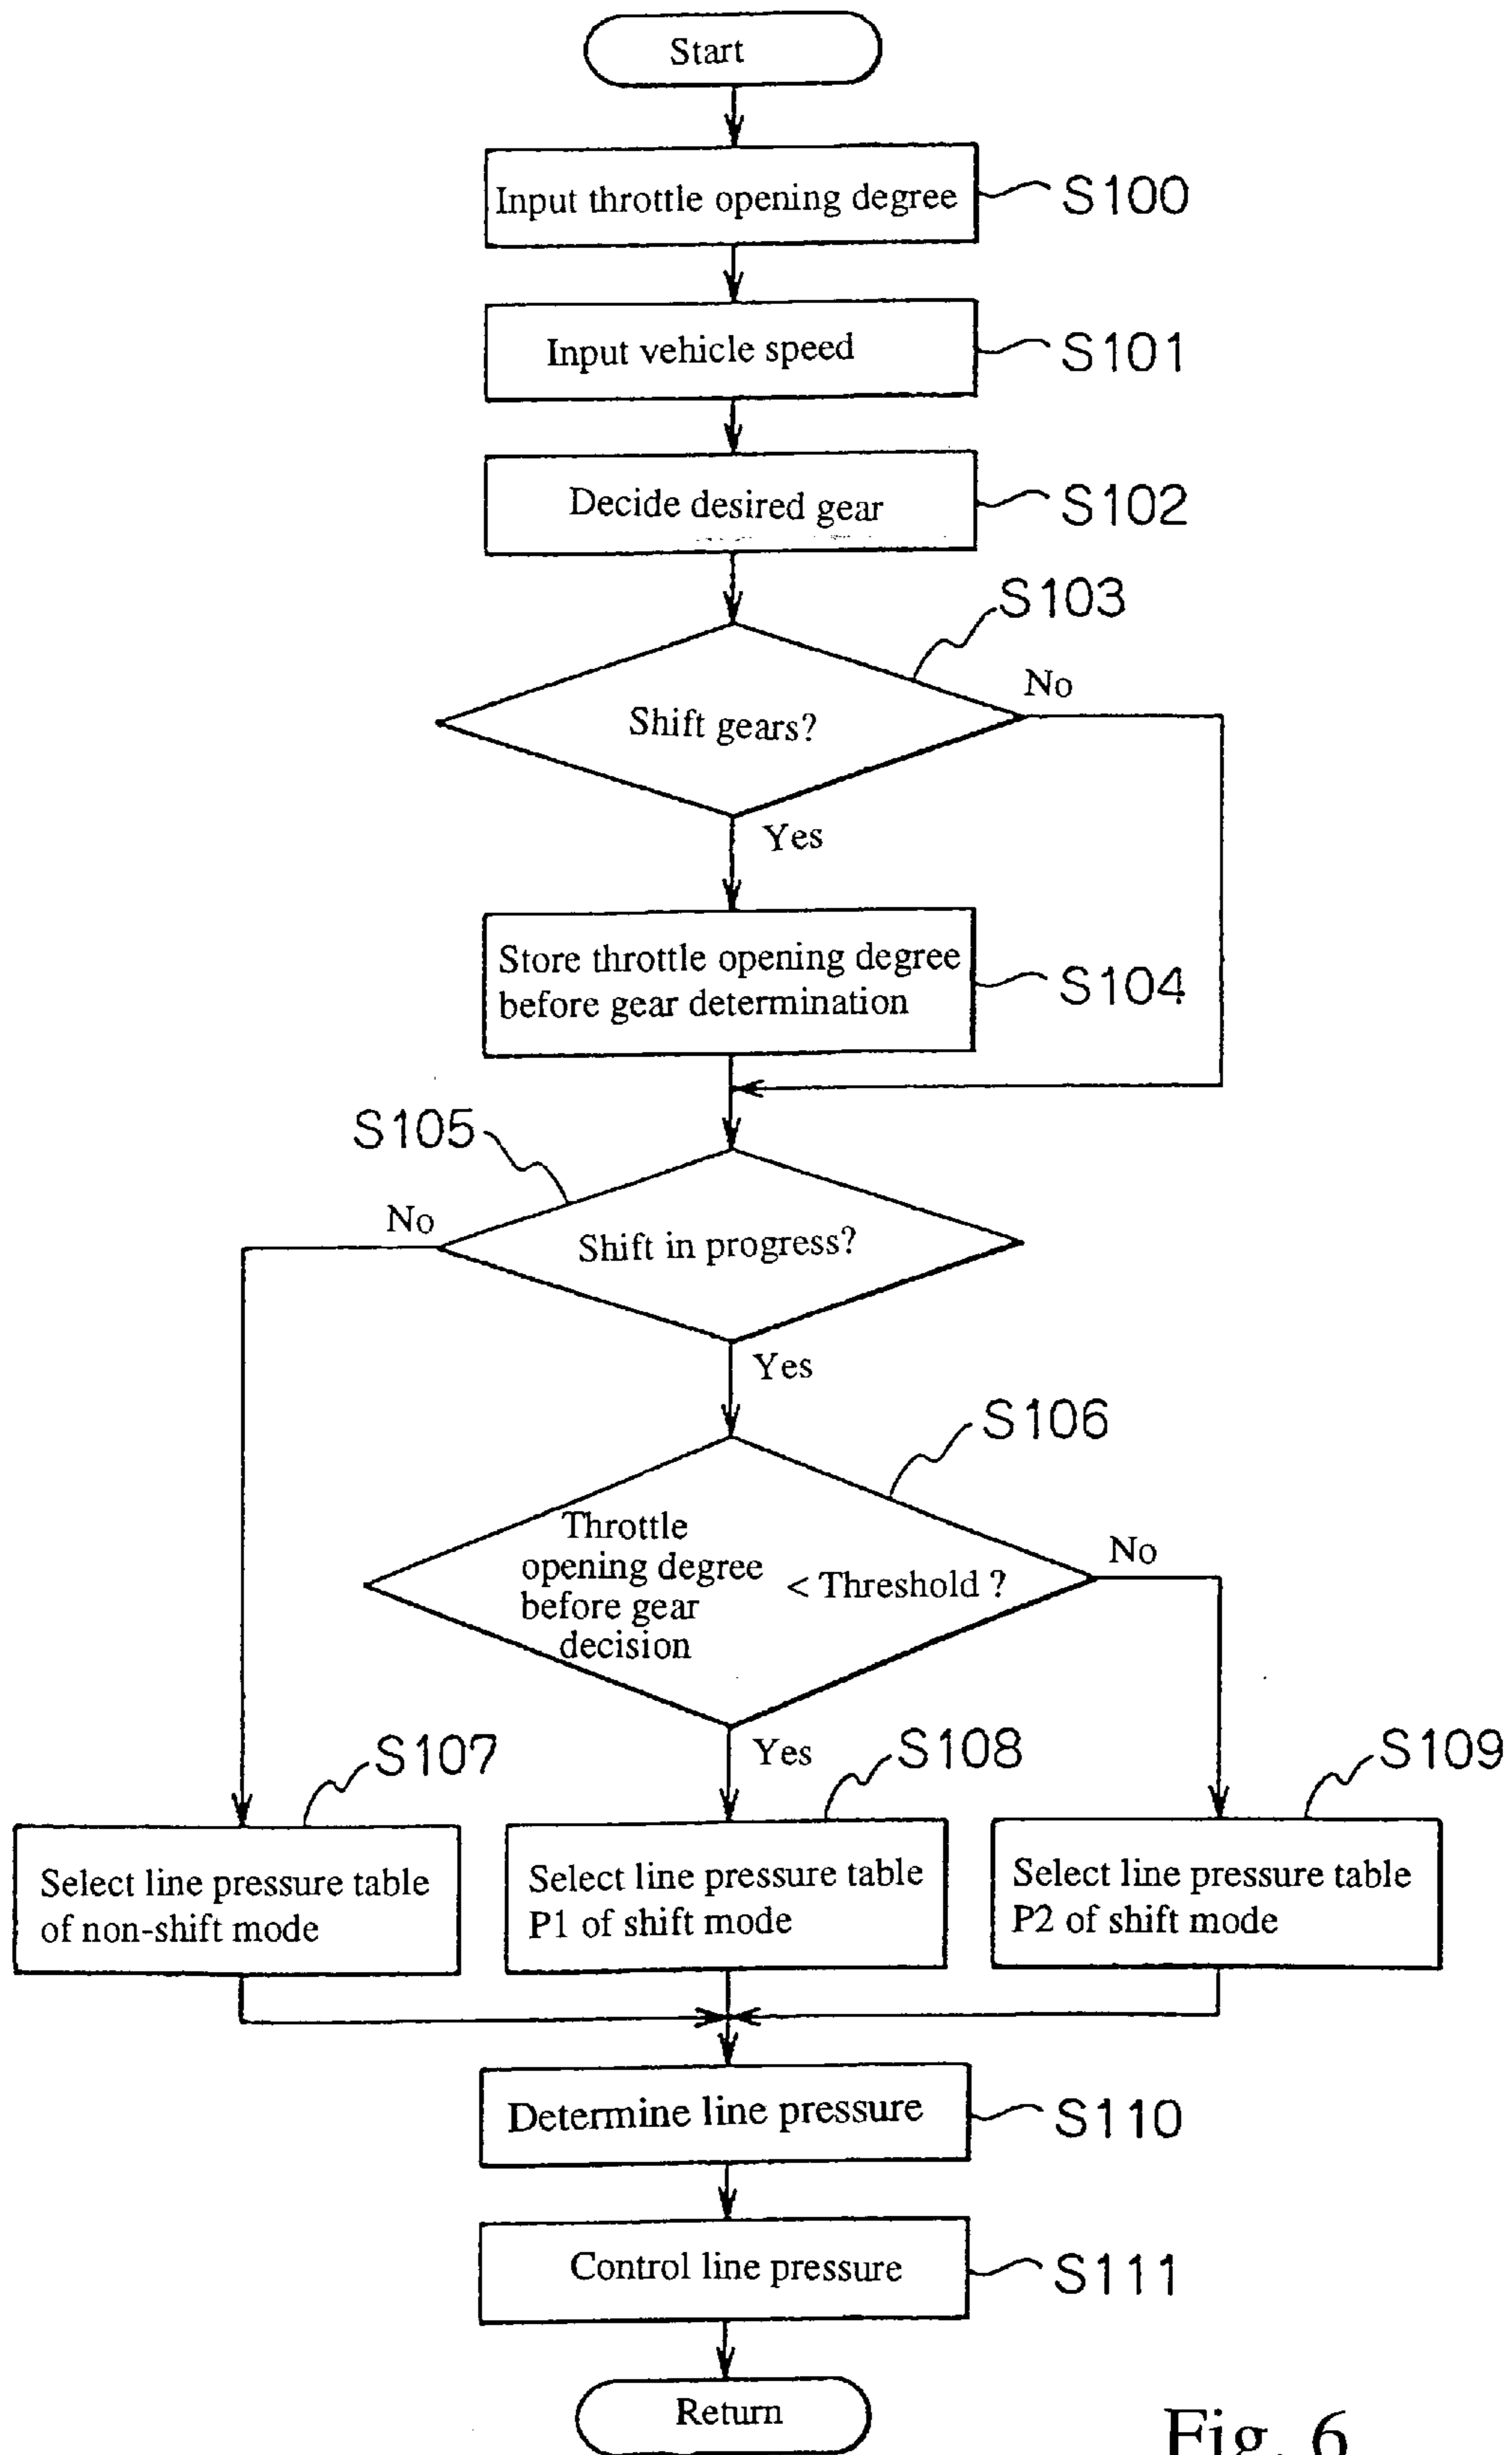 Start
Input throttle opening degree
S100
Input vehicle speed
S101
Decide desired gear
S102
S103
No
Shift gears?
Yes
Store throttle opening degree
before gear determination
S104
S105
No
Shift in progress?
Yes
S106
Throttle
opening degree
before gear
decision
< Threshold ?
No
Yes
S107
S108
S109
Select line pressure table
of non-shift mode
Select line pressure table
P1 of shift mode
Select line pressure table
P2 of shift mode
Determine line pressure
S110
Control line pressure
S111
Return
Fig. 6